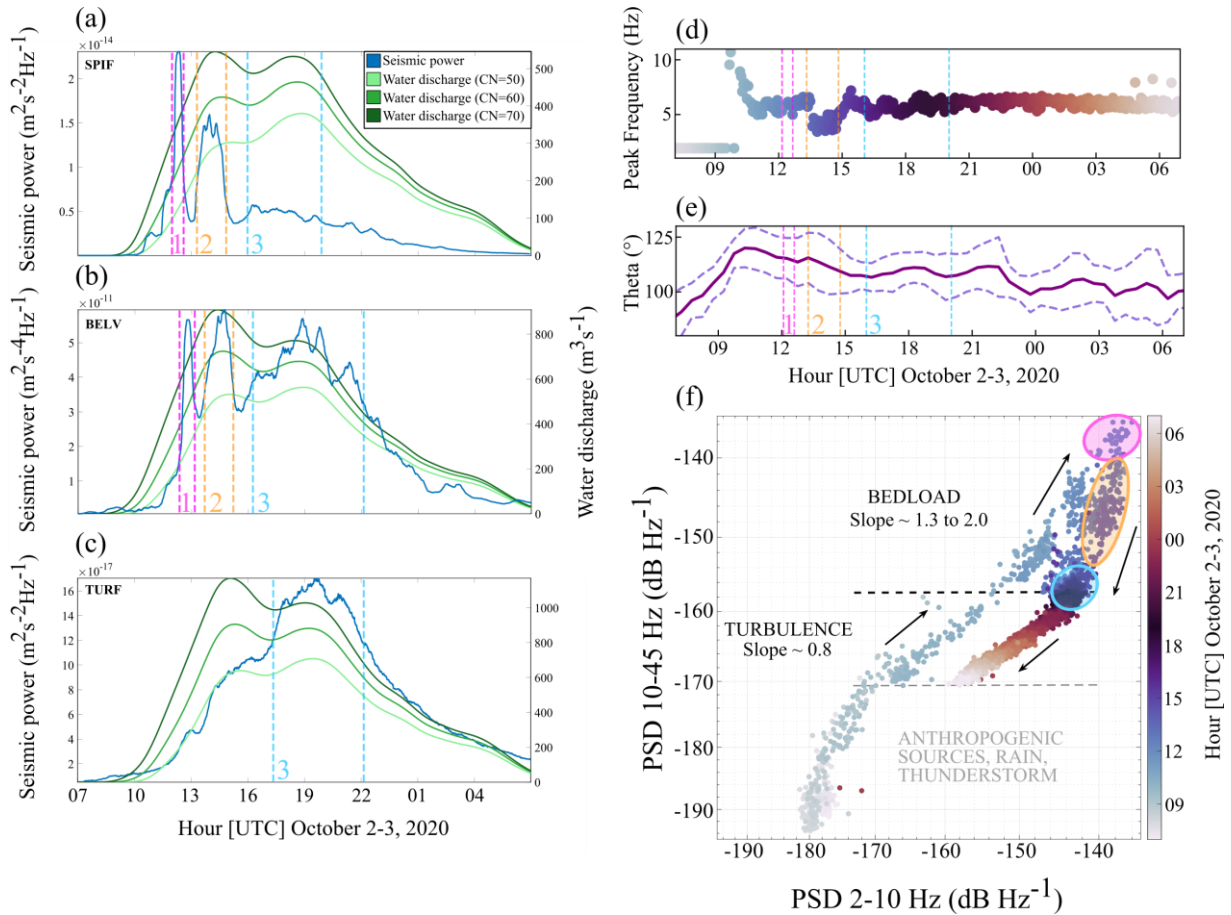 (a)
×10⁻¹⁴
SPIF
Seismic power (m²s⁻²Hz⁻¹)
2
1.5
1
0.5
500
400
300
200
100
0
Seismic power
Water discharge (CN=50)
Water discharge (CN=60)
Water discharge (CN=70)
1
2
3
(b)
×10⁻¹¹
BELV
Seismic power (m²s⁻⁴Hz⁻¹)
5
4
3
2
1
800
600
400
200
0
Water discharge (m³s⁻¹)
1
2
3
(c)
×10⁻¹⁷
TURF
Seismic power (m²s⁻²Hz⁻¹)
16
14
12
10
8
6
4
2
1000
800
600
400
200
0
3
07 10 13 16 19 22 01 04
Hour [UTC] October 2-3, 2020
(d)
Peak Frequency (Hz)
10
5
09 12 15 18 21 00 03 06
(e)
Theta (°)
125
100
1
2
3
09 12 15 18 21 00 03 06
Hour [UTC] October 2-3, 2020
(f)
PSD 10-45 Hz (dB Hz⁻¹)
-140
-150
-160
-170
-180
-190
BEDLOAD
Slope ~ 1.3 to 2.0
TURBULENCE
Slope ~ 0.8
ANTHROPOGENIC
SOURCES, RAIN,
THUNDERSTORM
-190 -180 -170 -160 -150 -140
PSD 2-10 Hz (dB Hz⁻¹)
06
03
00
21
18
15
12
09
Hour [UTC] October 2-3, 2020